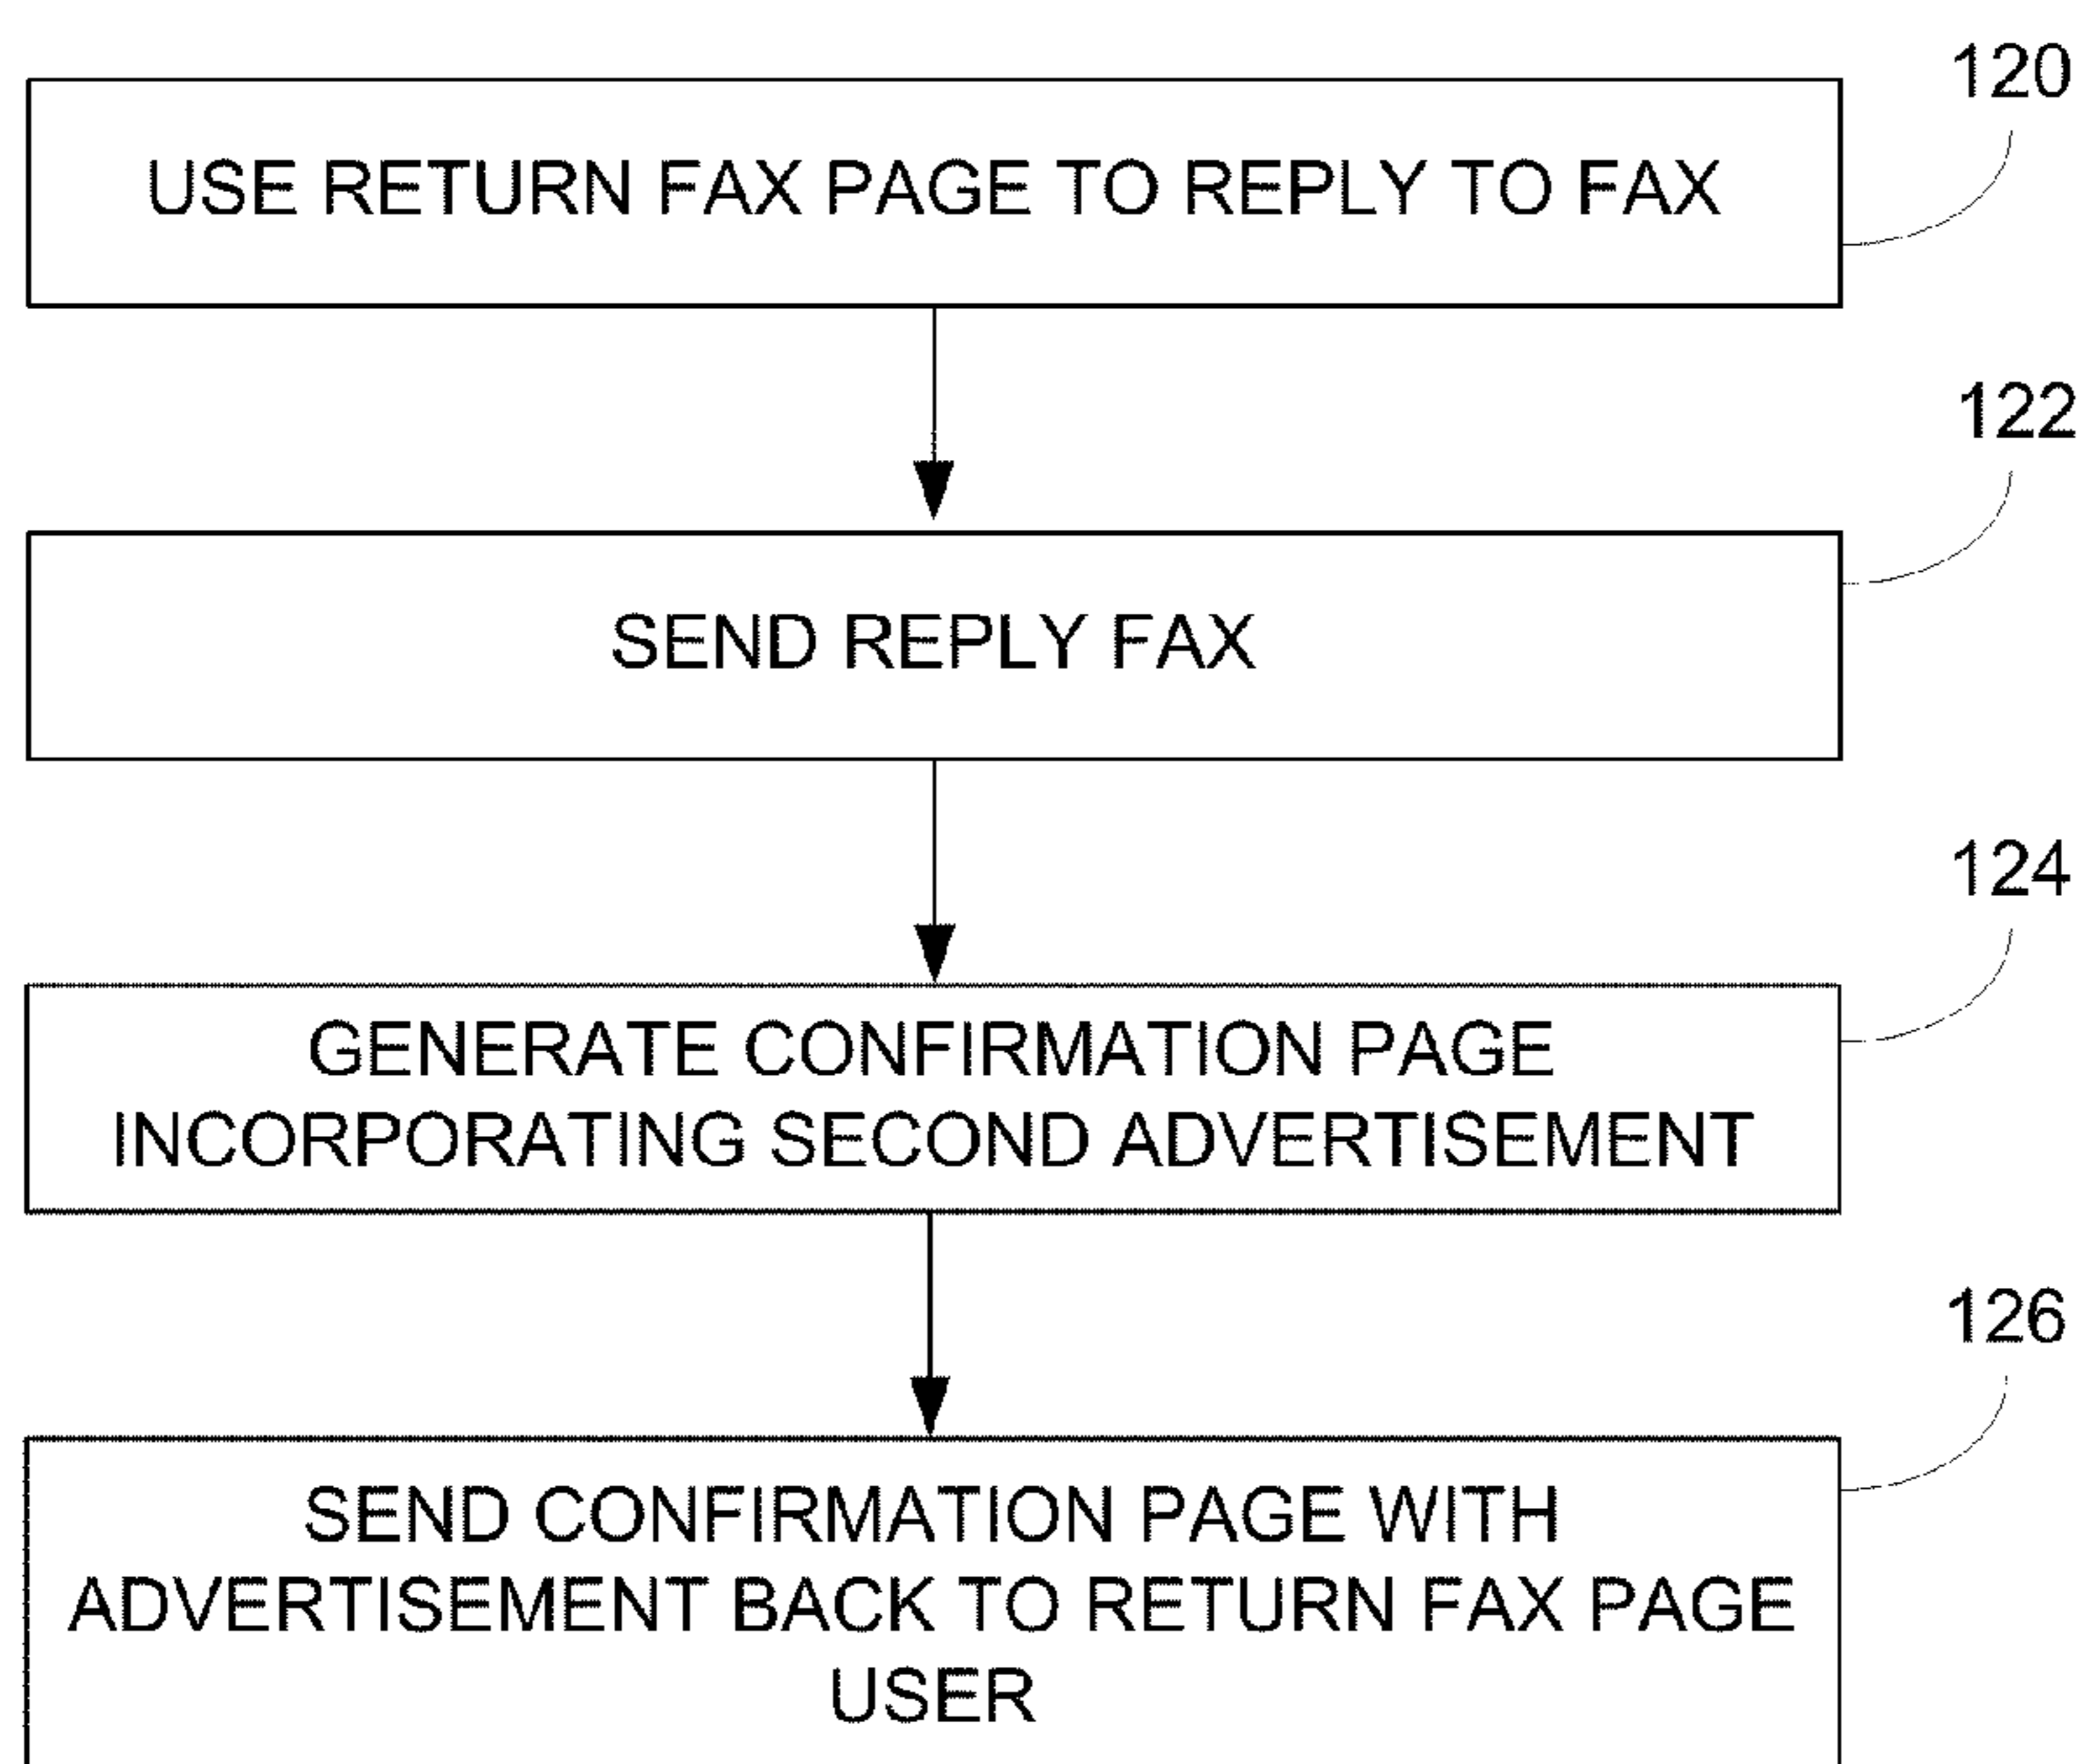 120
USE RETURN FAX PAGE TO REPLY TO FAX
122
SEND REPLY FAX
124
GENERATE CONFIRMATION PAGE
INCORPORATING SECOND ADVERTISEMENT
126
SEND CONFIRMATION PAGE WITH
ADVERTISEMENT BACK TO RETURN FAX PAGE
USER